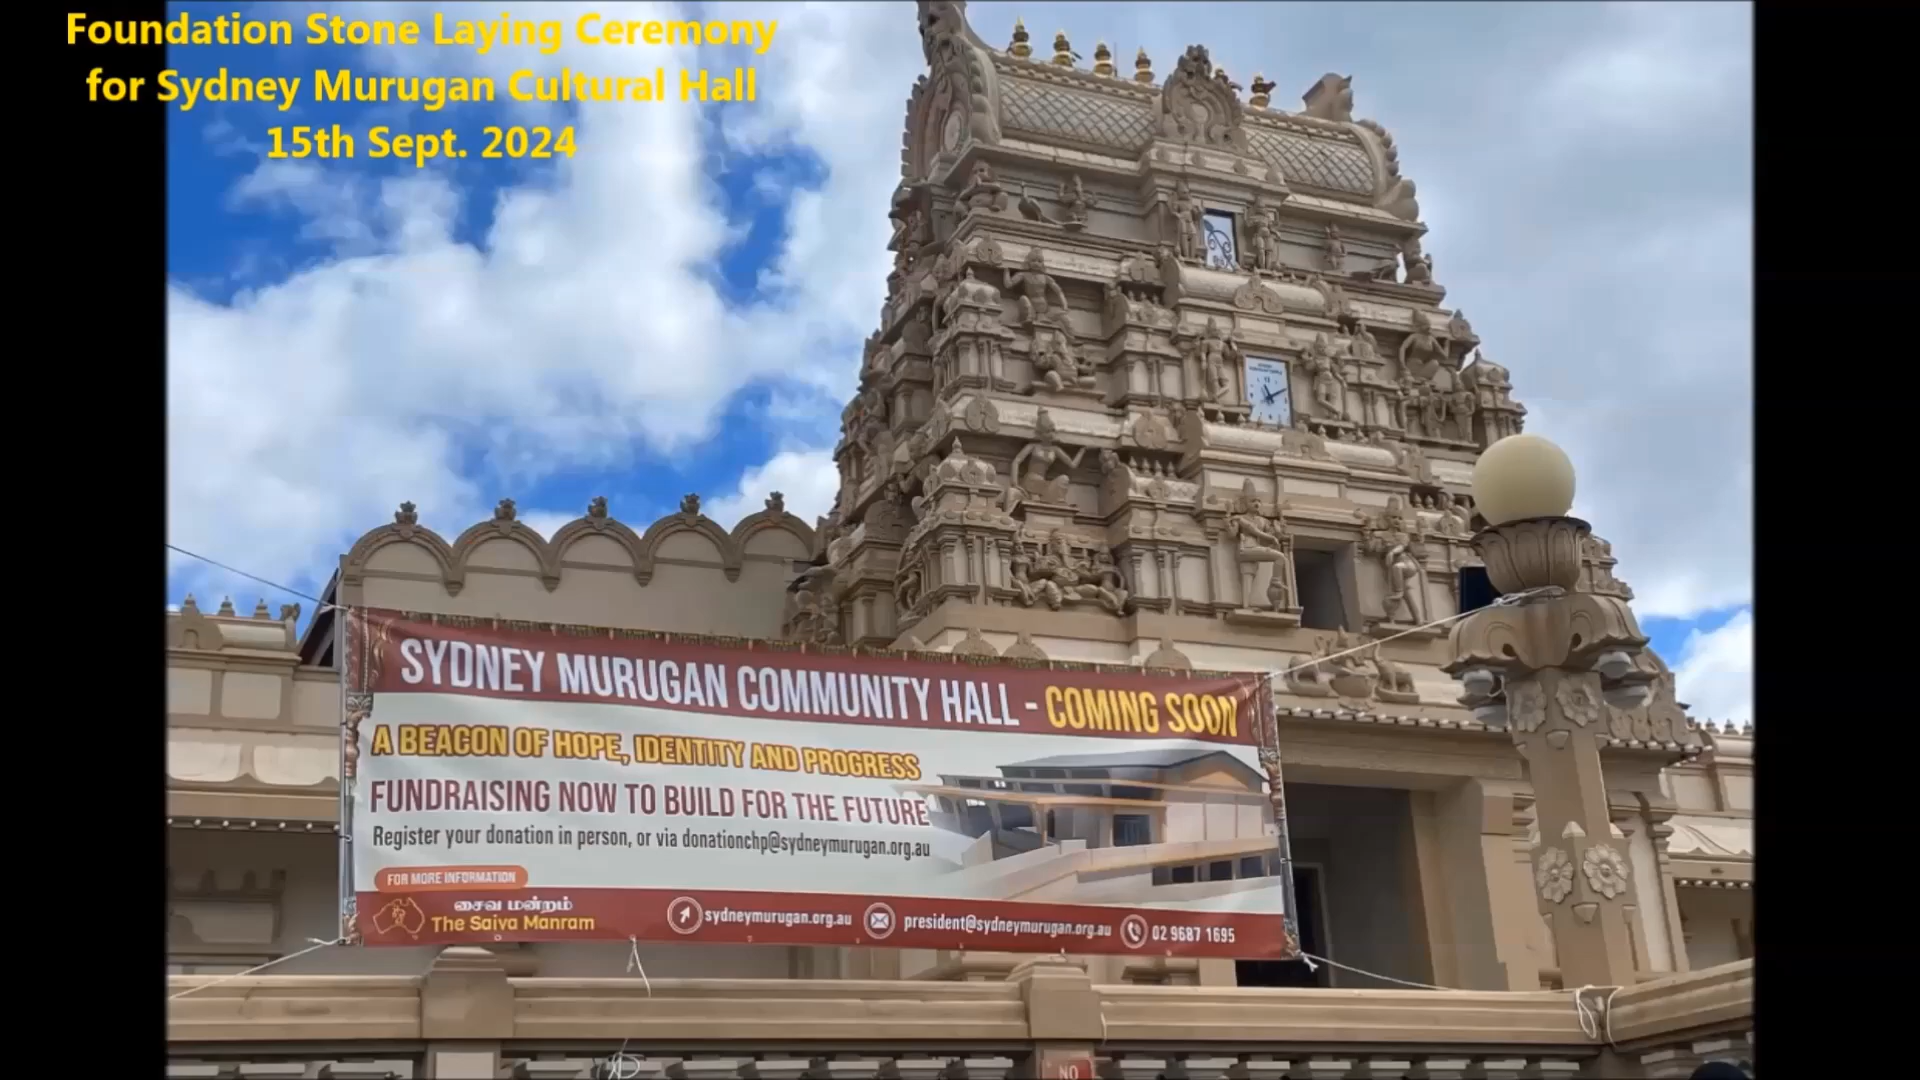 Foundation Stone Laying Ceremony
for Sydney Murugan Cultural Hall
15th Sept. 2024
SYDNEY MURUGAN COMMUNITY HALL - COMING SOON
A BEACON OF HOPE, IDENTITY AND PROGRESS
FUNDRAISING NOW TO BUILD FOR THE FUTURE
Register your donation in person, or via donationchp@sydneymurugan.org.au
FOR MORE INFORMATION
சைவ மன்றம்
The Saiva Manram
sydneymurugan.org.au
president@sydneymurugan.org.au
02 9687 1695
NO